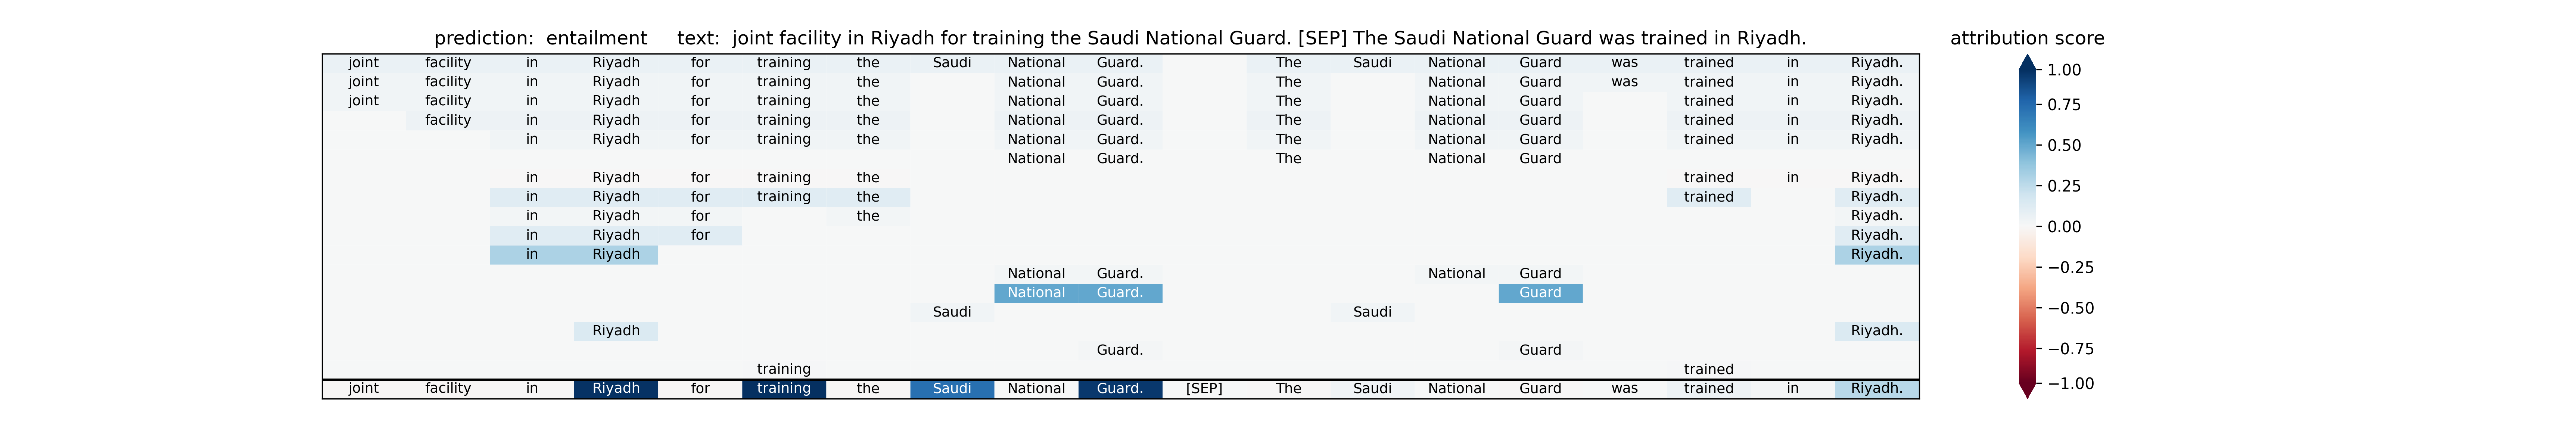 prediction: entailment text: joint facility in Riyadh for training the Saudi National Guard. [SEP] The Saudi National Guard was trained in Riyadh.
joint facility in Riyadh for training the Saudi National Guard. The Saudi National Guard was trained in Riyadh.
joint facility in Riyadh for training the National Guard. The National Guard was trained in Riyadh.
joint facility in Riyadh for training the National Guard. The National Guard trained in Riyadh.
facility in Riyadh for training the National Guard. The National Guard trained in Riyadh.
in Riyadh for training the National Guard. The National Guard trained in Riyadh.
National Guard. The National Guard
in Riyadh for training the trained in Riyadh.
in Riyadh for training the trained Riyadh.
in Riyadh for the Riyadh.
in Riyadh for Riyadh.
in Riyadh Riyadh.
National Guard. National Guard
National Guard. Guard
Saudi Saudi
Riyadh Riyadh.
Guard. Guard
training trained
joint facility in Riyadh for training the Saudi National Guard. [SEP] The Saudi National Guard was trained in Riyadh.
attribution score
1.00
0.75
0.50
0.25
0.00
−0.25
−0.50
−0.75
−1.00